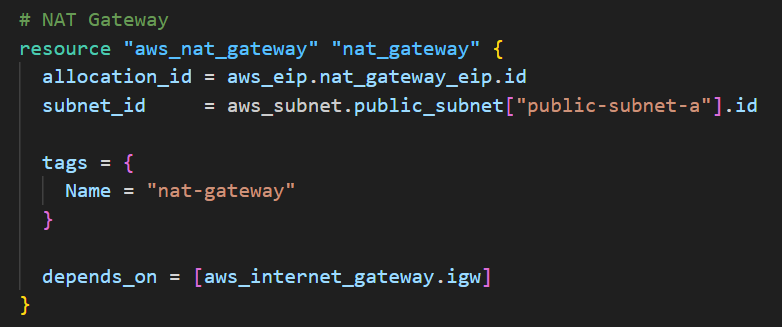 # NAT Gateway
resource "aws_nat_gateway" "nat_gateway" {
  allocation_id = aws_eip.nat_gateway_eip.id
  subnet_id     = aws_subnet.public_subnet["public-subnet-a"].id

  tags = {
    Name = "nat-gateway"
  }

  depends_on = [aws_internet_gateway.igw]
}